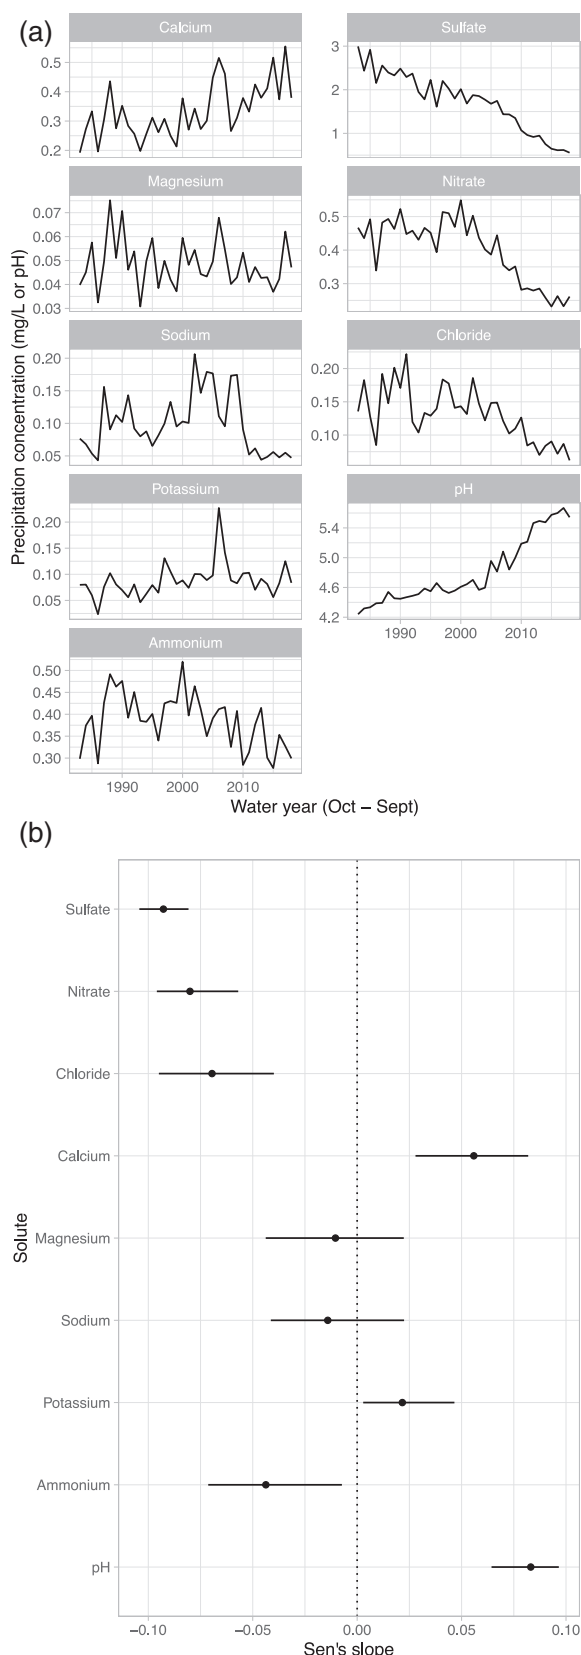 (a)
Calcium
0.5
0.4
0.3
0.2
Sulfate
3
2
1
Magnesium
0.07
0.06
0.05
0.04
0.03
Nitrate
0.5
0.4
0.3
Sodium
0.20
0.15
0.10
0.05
Chloride
0.20
0.15
0.10
Potassium
0.20
0.15
0.10
0.05
pH
5.4
5.0
4.6
4.2
1990 2000 2010
Ammonium
0.50
0.45
0.40
0.35
0.30
1990 2000 2010
Precipitation concentration (mg/L or pH)
Water year (Oct – Sept)
(b)
Solute
Sulfate
Nitrate
Chloride
Calcium
Magnesium
Sodium
Potassium
Ammonium
pH
−0.10 −0.05 0.00 0.05 0.10
Sen's slope